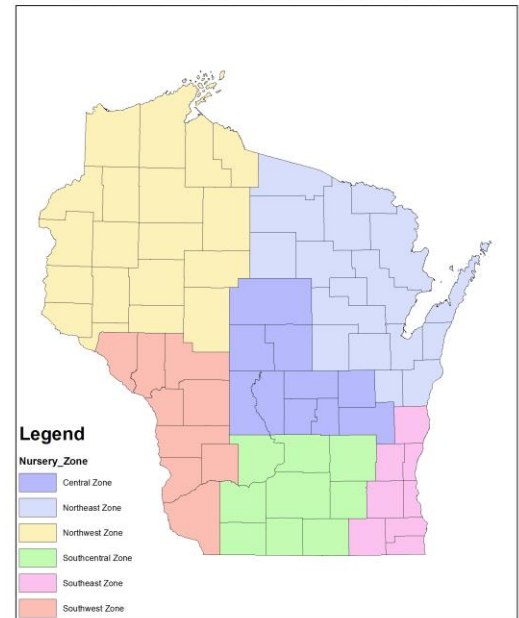 Legend
Nursery_Zone
Central Zone
Northeast Zone
Northwest Zone
Southcentral Zone
Southeast Zone
Southwest Zone